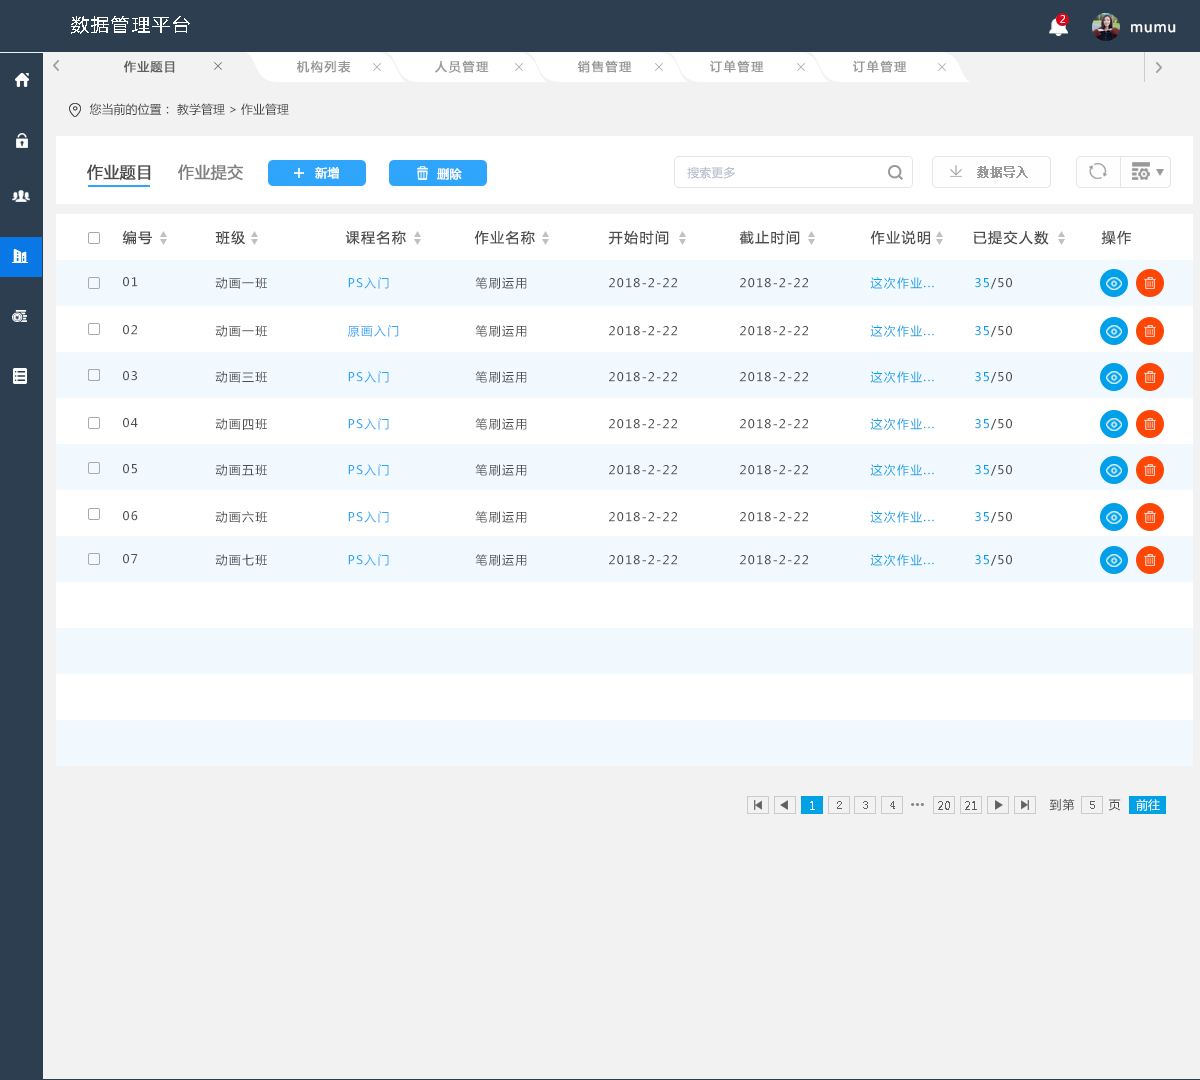 数据管理平台
2
mumu
作业题目 机构列表 人员管理 销售管理 订单管理 订单管理
您当前的位置： 教学管理 > 作业管理
作业题目 作业提交 + 新增 删除 搜索更多 数据导入
编号 班级 课程名称 作业名称 开始时间 截止时间 作业说明 已提交人数 操作
01 动画一班 PS入门 笔刷运用 2018-2-22 2018-2-22 这次作业... 35/50
02 动画一班 原画入门 笔刷运用 2018-2-22 2018-2-22 这次作业... 35/50
03 动画三班 PS入门 笔刷运用 2018-2-22 2018-2-22 这次作业... 35/50
04 动画四班 PS入门 笔刷运用 2018-2-22 2018-2-22 这次作业... 35/50
05 动画五班 PS入门 笔刷运用 2018-2-22 2018-2-22 这次作业... 35/50
06 动画六班 PS入门 笔刷运用 2018-2-22 2018-2-22 这次作业... 35/50
07 动画七班 PS入门 笔刷运用 2018-2-22 2018-2-22 这次作业... 35/50
1 2 3 4 ••• 20 21 到第 5 页 前往